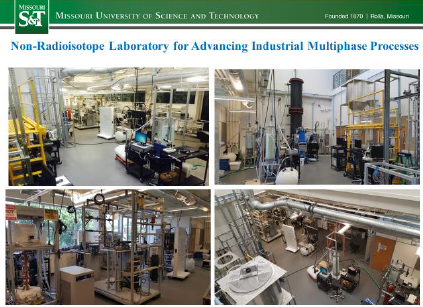 MISSOURI
S&T
MISSOURI UNIVERSITY OF SCIENCE AND TECHNOLOGY
Founded 1870 | Rolla, Missouri
Non-Radioisotope Laboratory for Advancing Industrial Multiphase Processes